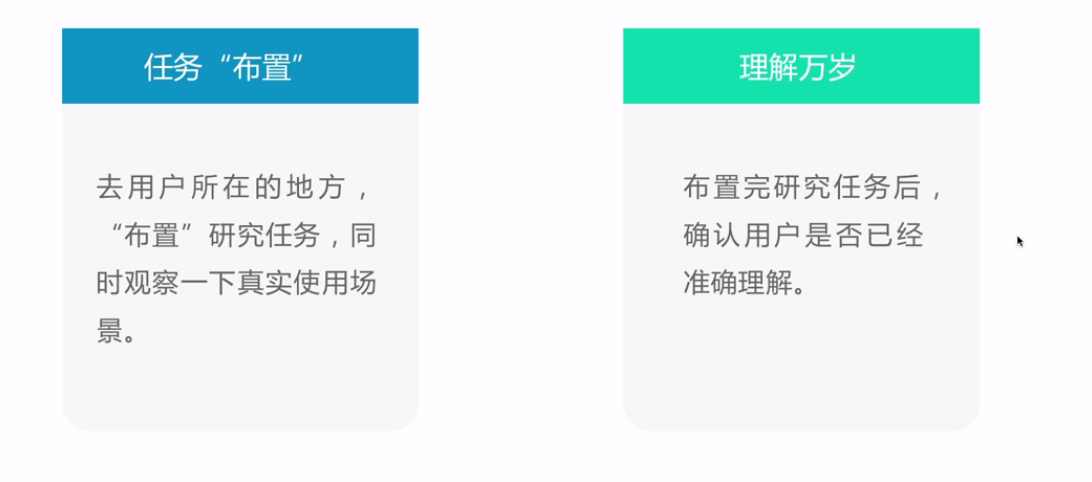 任务“布置”
去用户所在的地方，
“布置”研究任务，同
时观察一下真实使用场
景。
理解万岁
布置完研究任务后，
确认用户是否已经
准确理解。